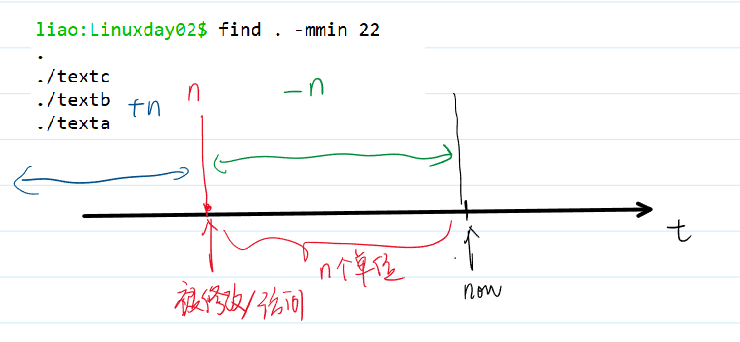 liao:Linuxday02$ find . -mmin 22
.
./textc
./textb
./texta
+n
n
-n
t
n个单位
被修改/访问
now